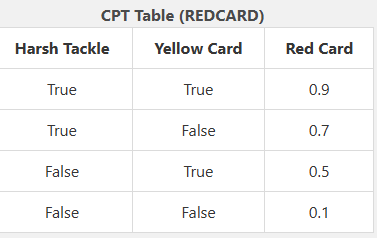 CPT Table (REDCARD)
Harsh Tackle Yellow Card Red Card
True True 0.9
True False 0.7
False True 0.5
False False 0.1